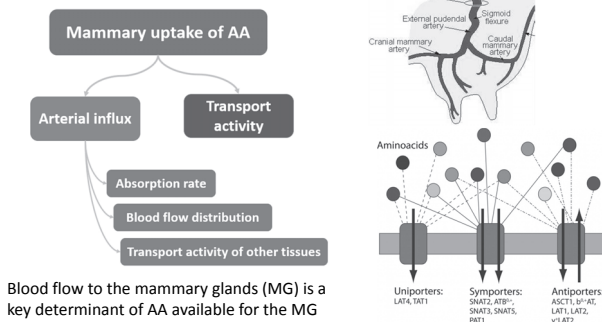 Mammary uptake of AA
Arterial influx
Transport
activity
Absorption rate
Blood flow distribution
Transport activity of other tissues
Blood flow to the mammary glands (MG) is a
key determinant of AA available for the MG
External pudendal
artery
Sigmoid
flexure
Cranial mammary
artery
Caudal
mammary
artery
Aminoacids
Uniporters:
LAT4, TAT1
Symporters:
SNAT2, ATB⁰,⁺,
SNAT3, SNAT5,
PAT1
Antiporters
ASCT1, b⁰,⁺AT,
LAT1, LAT2,
y⁺LAT2